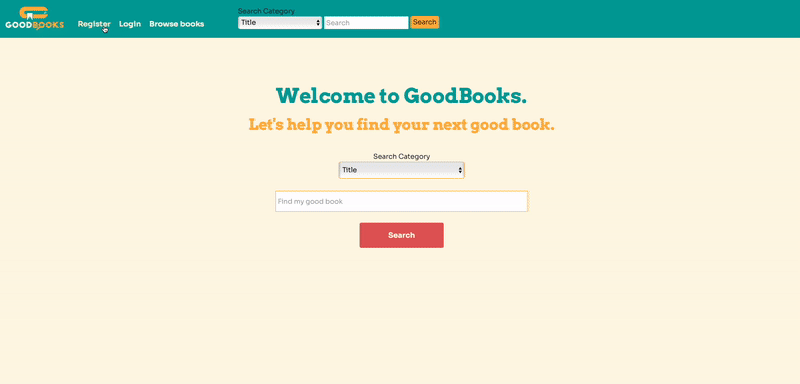 GOODBOOKS
Register Login Browse books
Search Category
Title Search Search
Welcome to GoodBooks.
Let's help you find your next good book.
Search Category
Title
Find my good book
Search